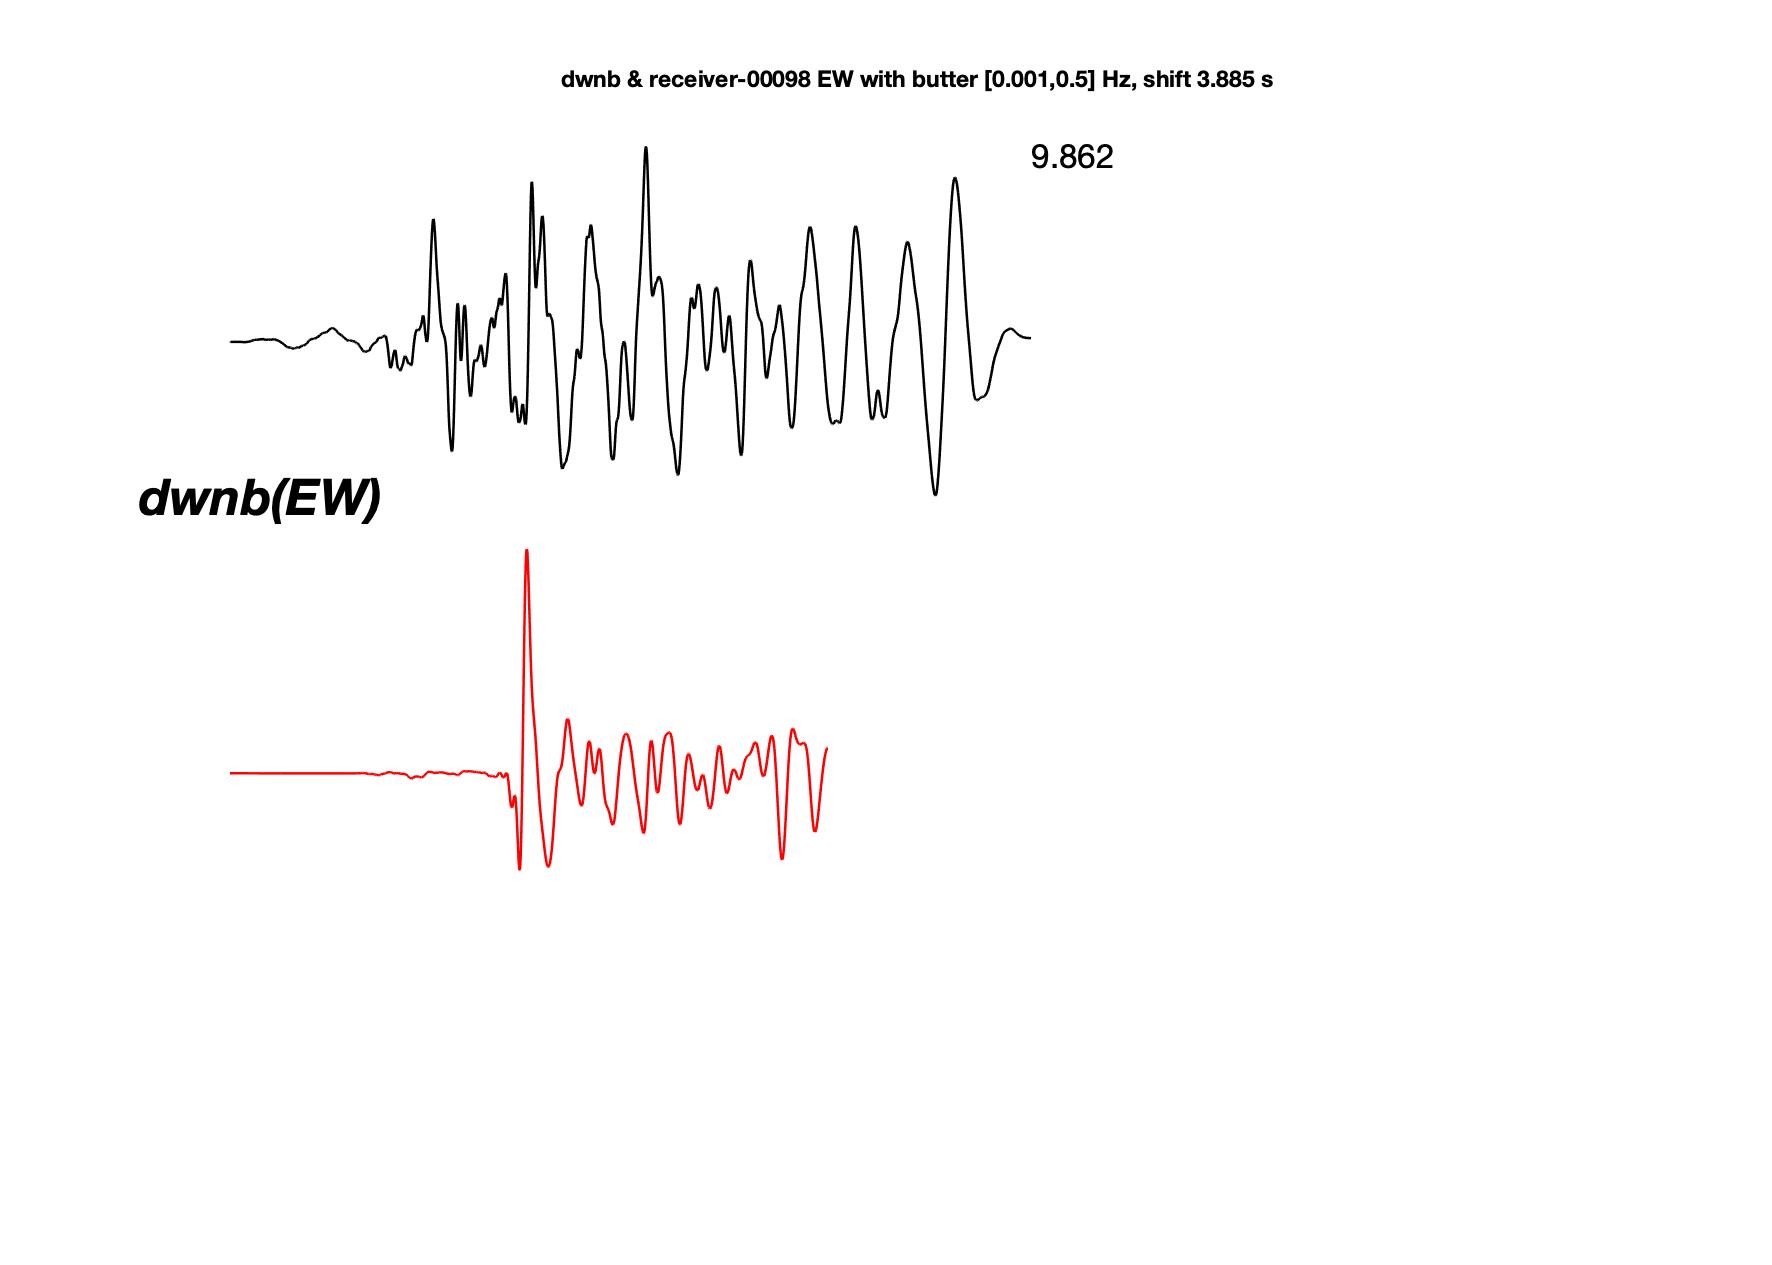 dwnb & receiver-00098 EW with butter [0.001,0.5] Hz, shift 3.885 s
9.862
dwnb(EW)